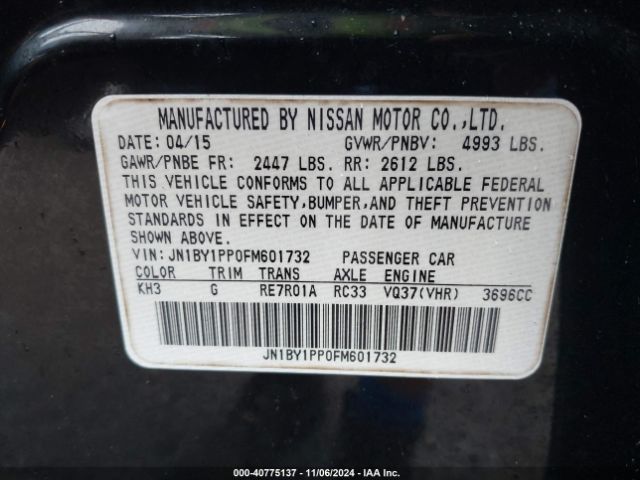 MANUFACTURED BY NISSAN MOTOR CO.,LTD.
DATE: 04/15 GVWR/PNBV: 4993 LBS.
GAWR/PNBE FR: 2447 LBS. RR: 2612 LBS.
THIS VEHICLE CONFORMS TO ALL APPLICABLE FEDERAL
MOTOR VEHICLE SAFETY,BUMPER,AND THEFT PREVENTION
STANDARDS IN EFFECT ON THE DATE OF MANUFACTURE
SHOWN ABOVE.
VIN:JN1BY1PP0FM601732 PASSENGER CAR
COLOR TRIM TRANS AXLE ENGINE
KH3 G RE7R01A RC33 VQ37(VHR) 3696CC
JN1BY1PP0FM601732
000-40775137 - 11/06/2024 - IAA Inc.